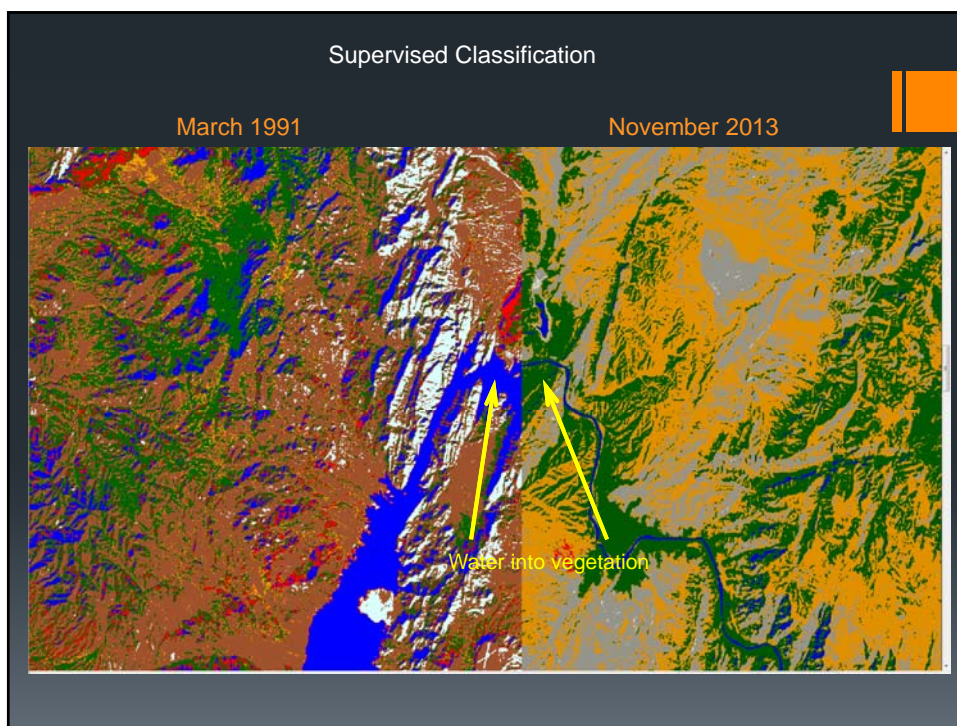 Supervised Classification
March 1991
November 2013
Water into vegetation